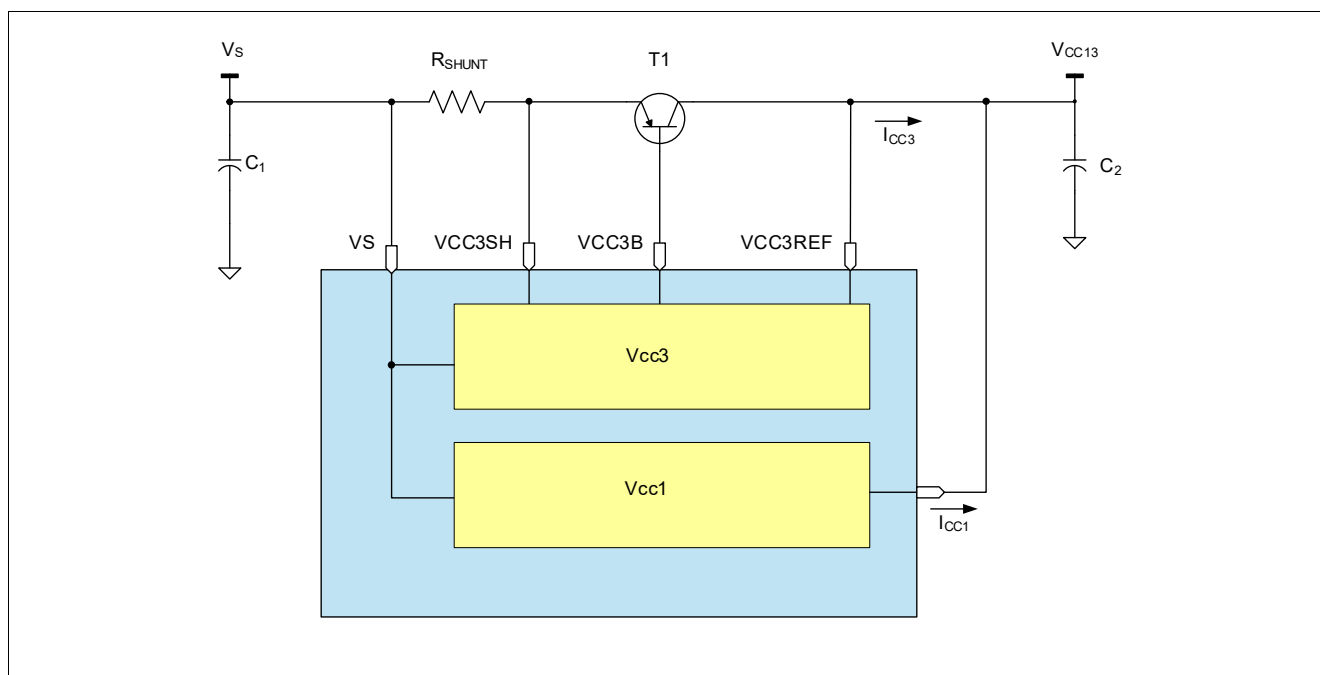 VS
RSHUNT
T1
VCC13
ICC3
C1
C2
VS
VCC3SH
VCC3B
VCC3REF
Vcc3
Vcc1
ICC1